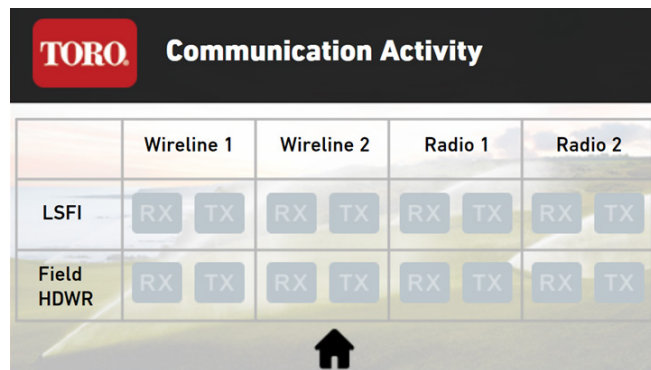 TORO. Communication Activity
Wireline 1 Wireline 2 Radio 1 Radio 2
LSFI RX TX RX TX RX TX RX TX
Field
HDWR RX TX RX TX RX TX RX TX